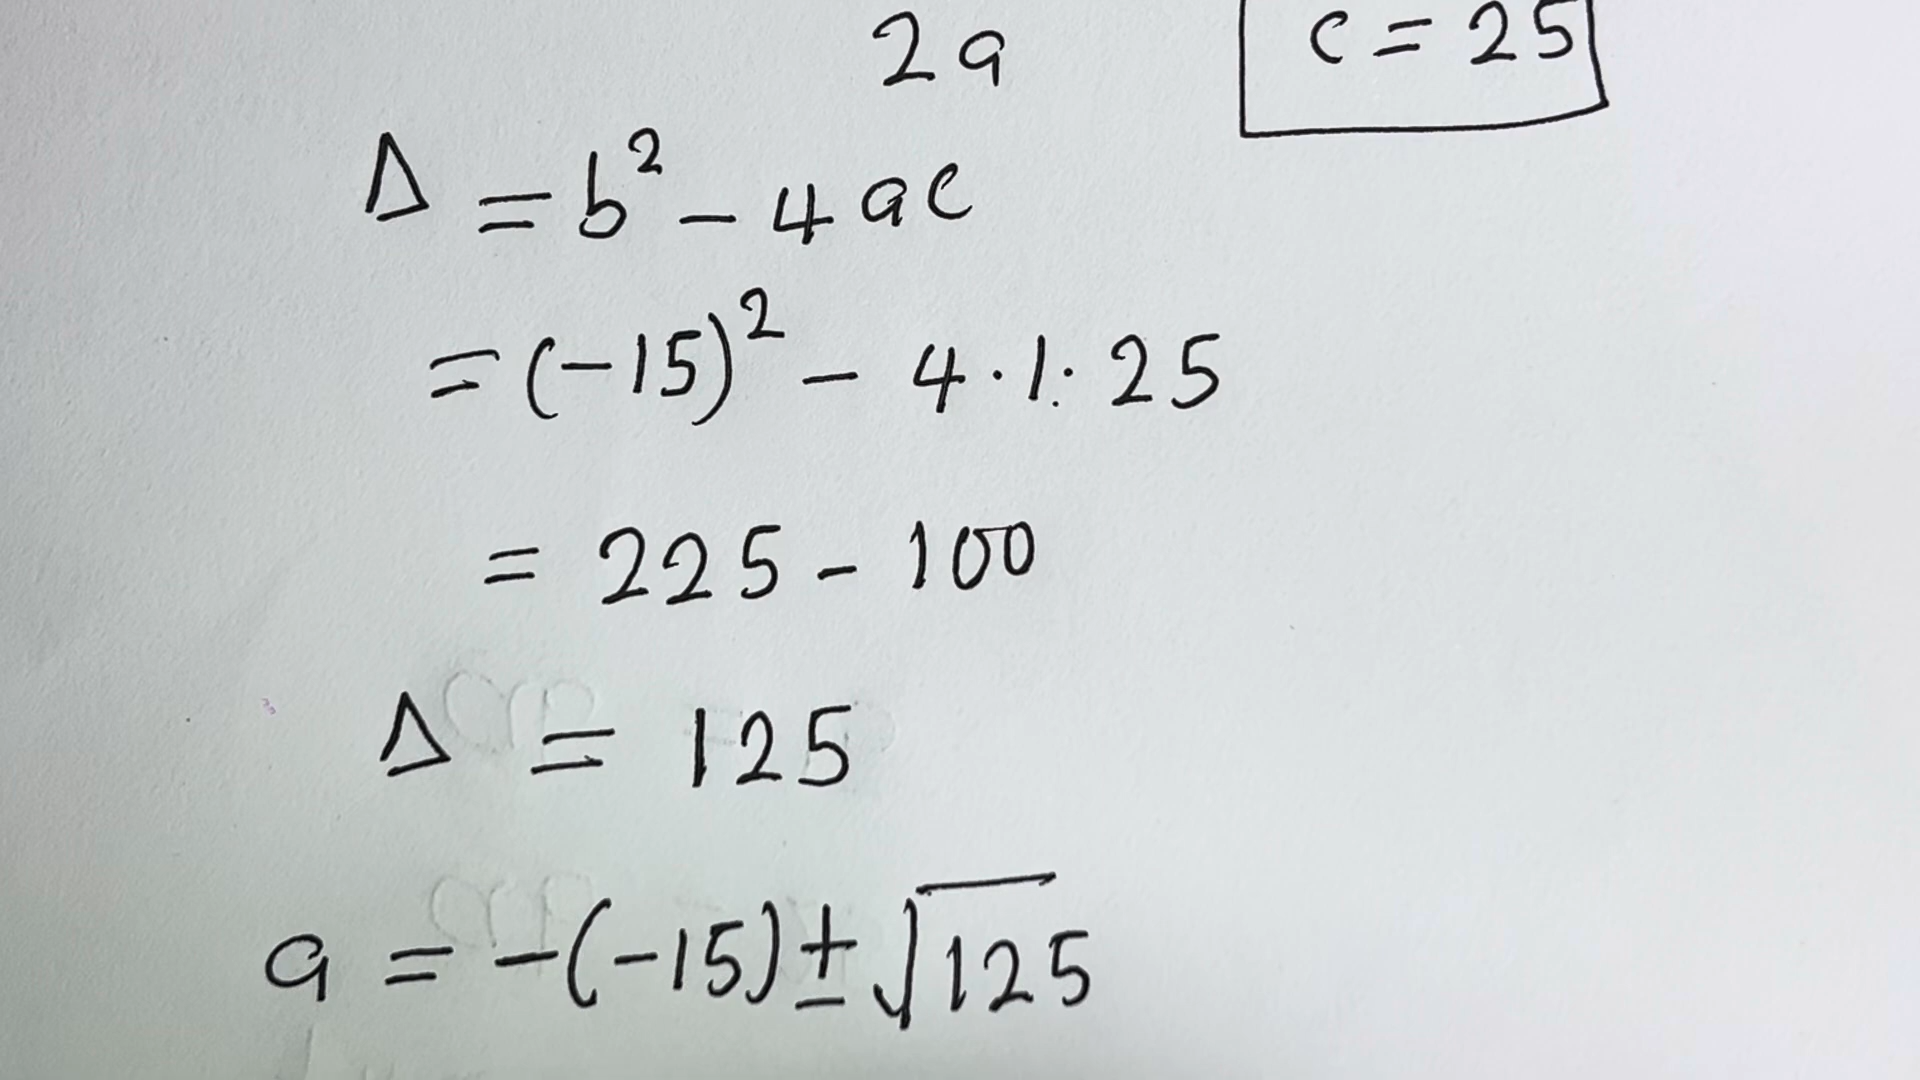 2a
c = 25
Δ = b² - 4ac
= (-15)² - 4 · 1 · 25
= 225 - 100
Δ = 125
a = -(-15) ± √125